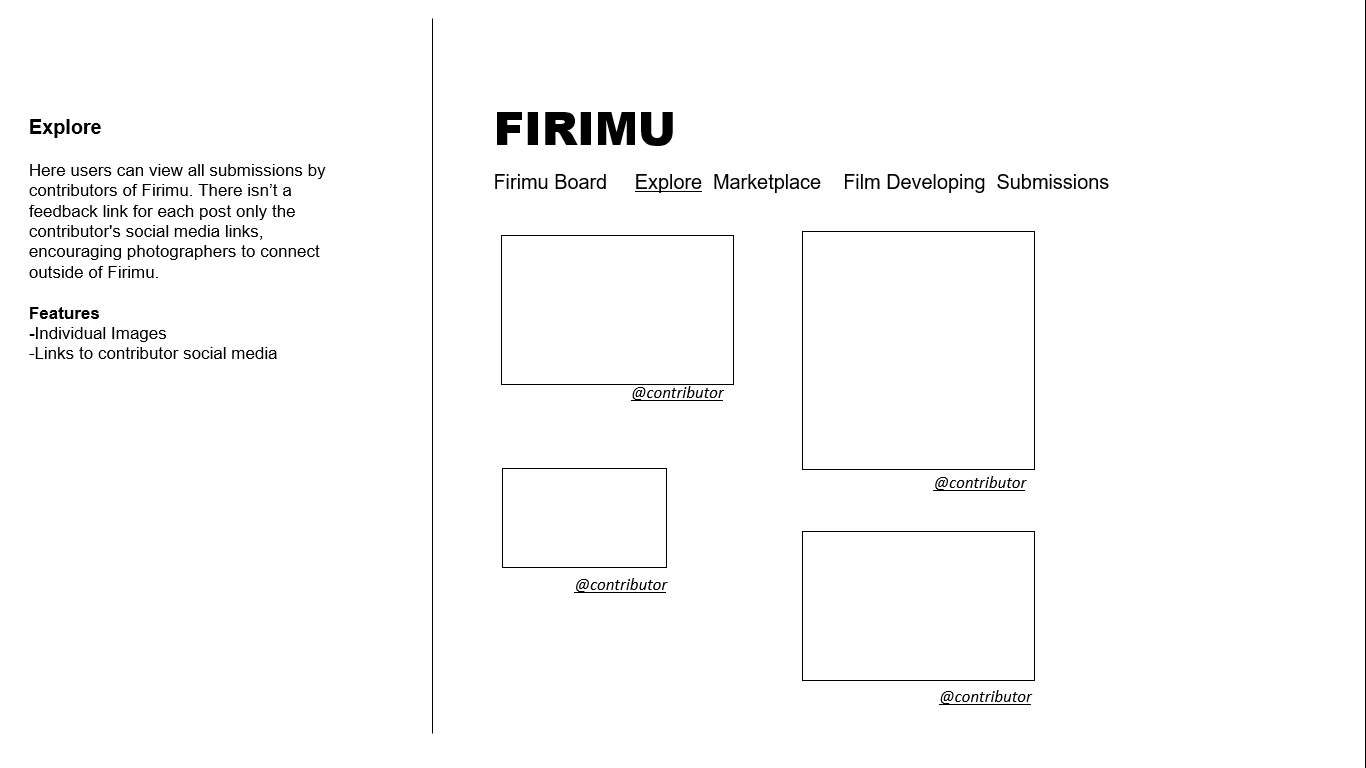 Explore
Here users can view all submissions by
contributors of Firimu. There isn’t a
feedback link for each post only the
contributor's social media links,
encouraging photographers to connect
outside of Firimu.
Features
-Individual Images
-Links to contributor social media
FIRIMU
Firimu Board Explore Marketplace Film Developing Submissions
@contributor
@contributor
@contributor
@contributor